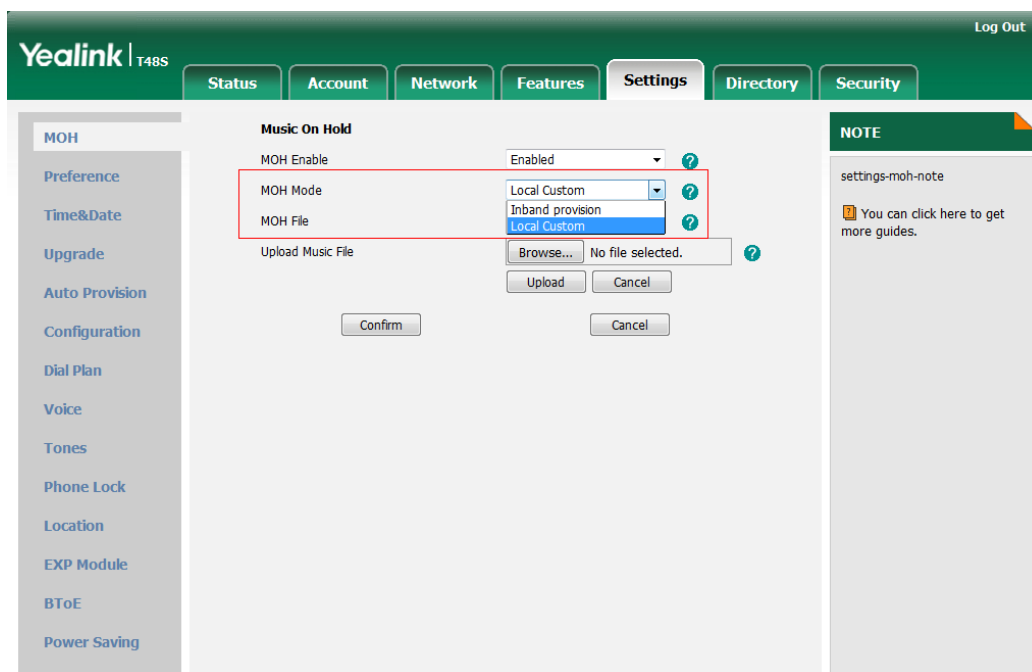 Log Out
Yealink | T48S
Status Account Network Features Settings Directory Security
MOH
Preference
Time&Date
Upgrade
Auto Provision
Configuration
Dial Plan
Voice
Tones
Phone Lock
Location
EXP Module
BToE
Power Saving
Music On Hold
MOH Enable Enabled ?
MOH Mode Local Custom ?
Inband provision
MOH File Local Custom ?
Upload Music File Browse... No file selected. ?
Upload Cancel
Confirm Cancel
NOTE
settings-moh-note
? You can click here to get
more guides.